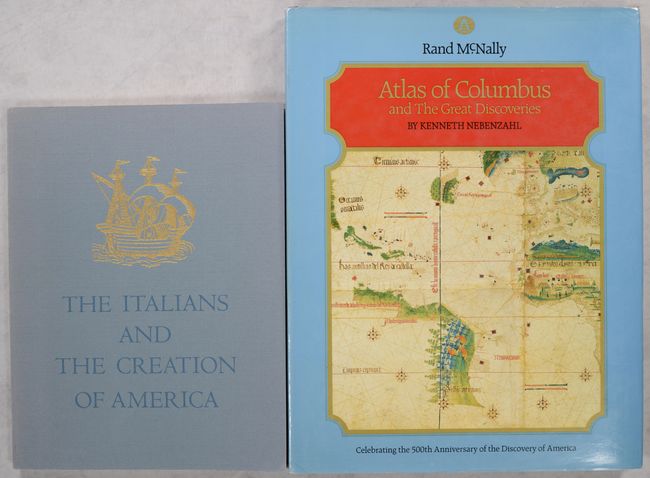 THE ITALIANS
AND
THE CREATION
OF AMERICA
Rand McNally
Atlas of Columbus
and The Great Discoveries
BY KENNETH NEBENZAHL
Celebrating the 500th Anniversary of the Discovery of America